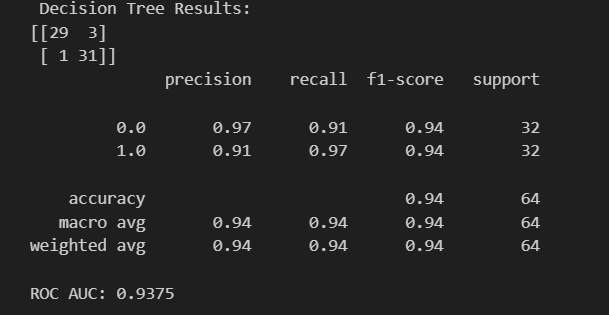 Decision Tree Results:
[[29  3]
 [ 1 31]]
              precision    recall  f1-score   support

         0.0       0.97      0.91      0.94        32
         1.0       0.91      0.97      0.94        32

    accuracy                           0.94        64
   macro avg       0.94      0.94      0.94        64
weighted avg       0.94      0.94      0.94        64

ROC AUC: 0.9375